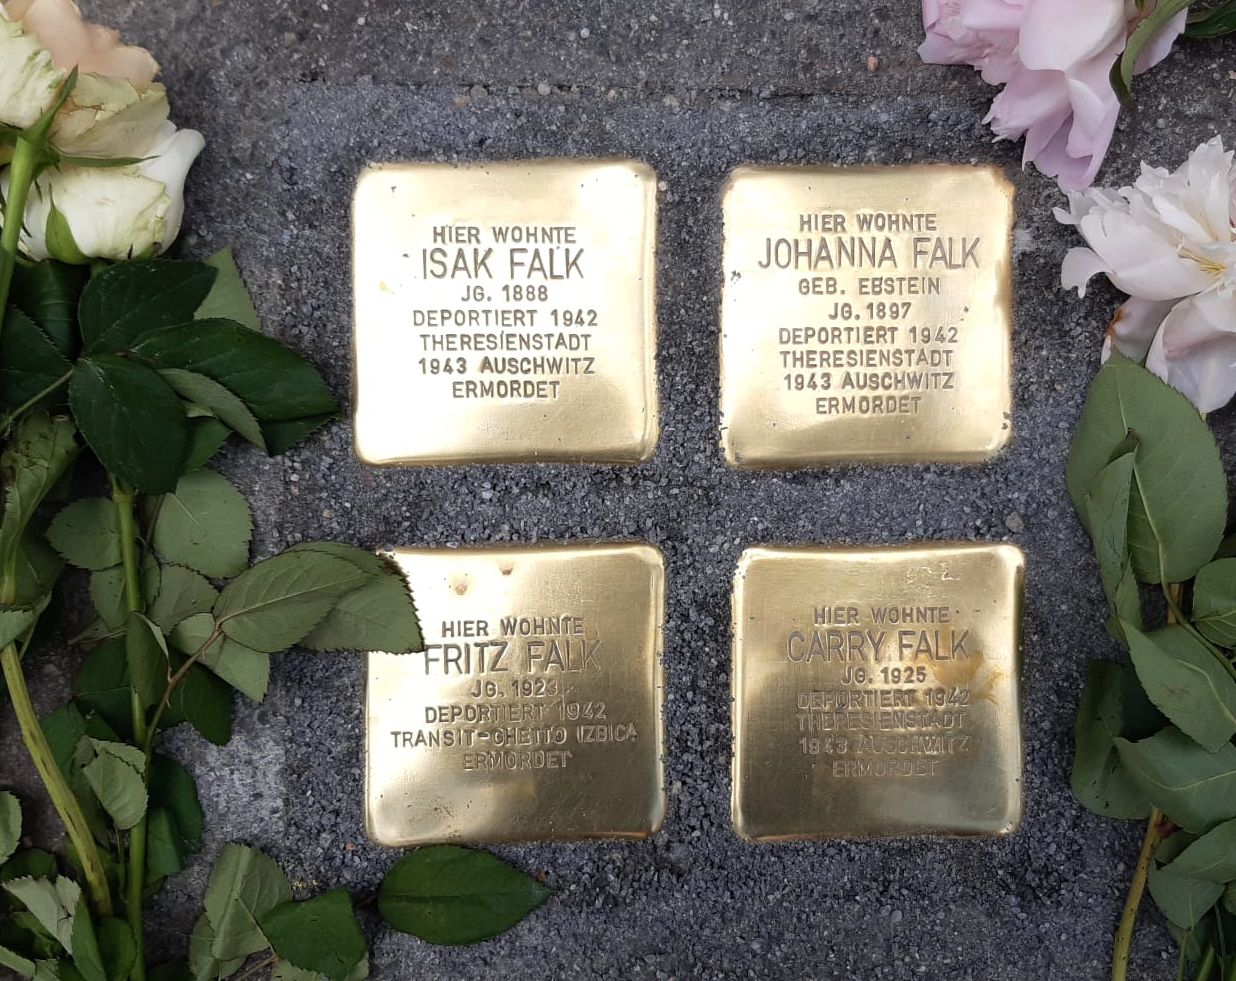 HIER WOHNTE
ISAK FALK
JG. 1888
DEPORTIERT 1942
THERESIENSTADT
1943 AUSCHWITZ
ERMORDET
HIER WOHNTE
JOHANNA FALK
GEB. EBSTEIN
JG. 1897
DEPORTIERT 1942
THERESIENSTADT
1943 AUSCHWITZ
ERMORDET
HIER WOHNTE
FRITZ FALK
JG. 1923
DEPORTIERT 1942
TRANSIT-GHETTO IZBICA
ERMORDET
HIER WOHNTE
CARRY FALK
JG. 1925
DEPORTIERT 1942
THERESIENSTADT
1943 AUSCHWITZ
ERMORDET